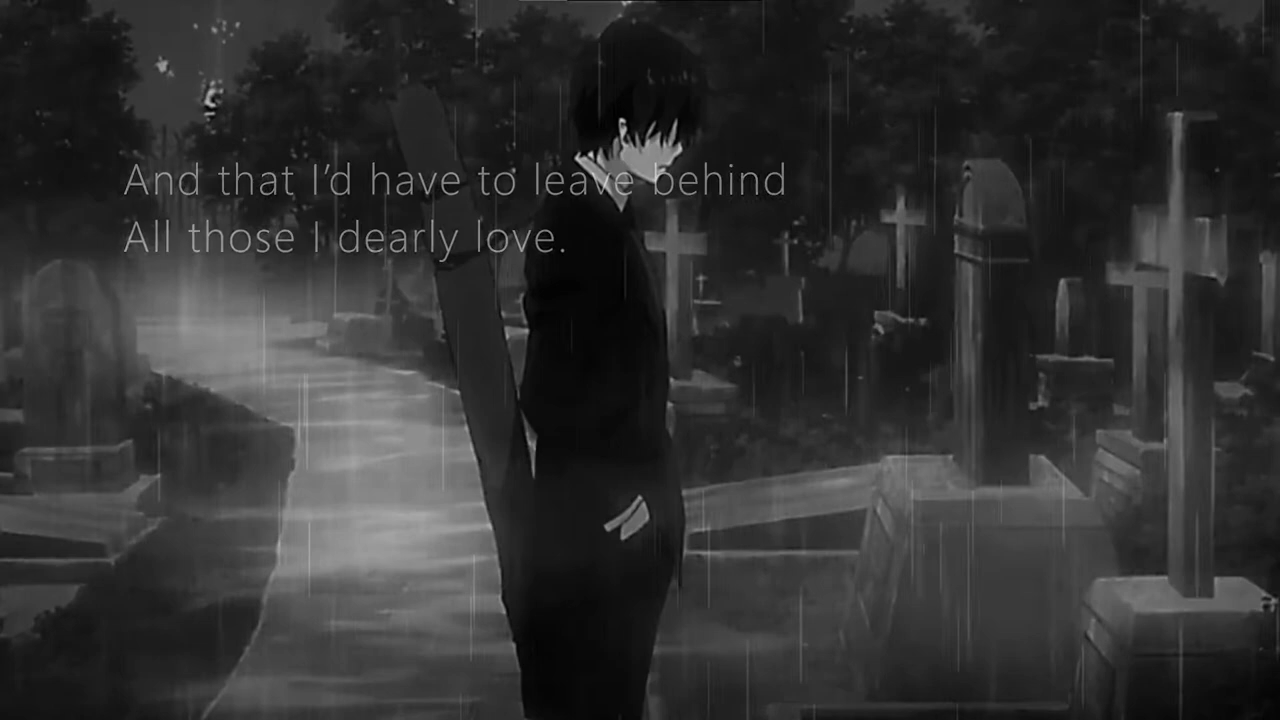 And that I’d have to leave behind
All those I dearly love.